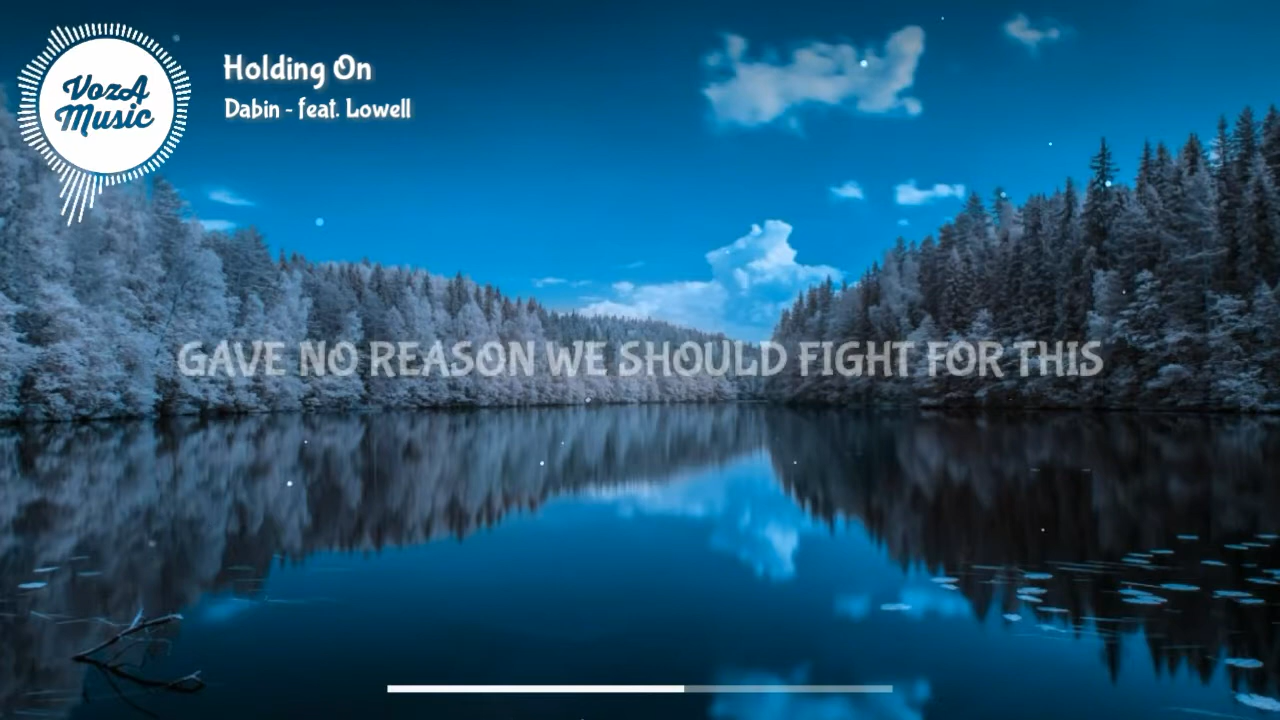 VozA
Music
Holding On
Dabin - feat. Lowell
GAVE NO REASON WE SHOULD FIGHT FOR THIS